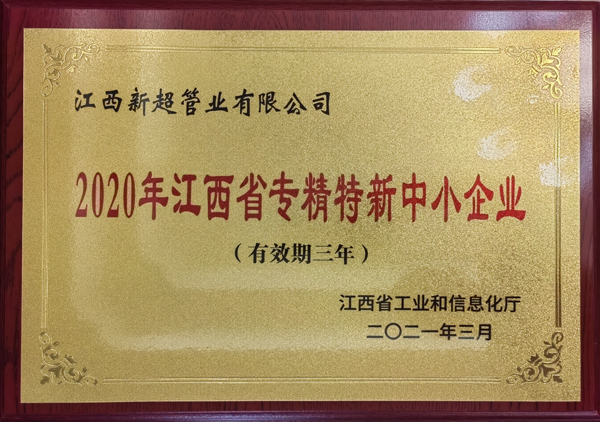 江西新超管业有限公司
2020年江西省专精特新中小企业
（有效期三年）
江西省工业和信息化厅
二〇二一年三月